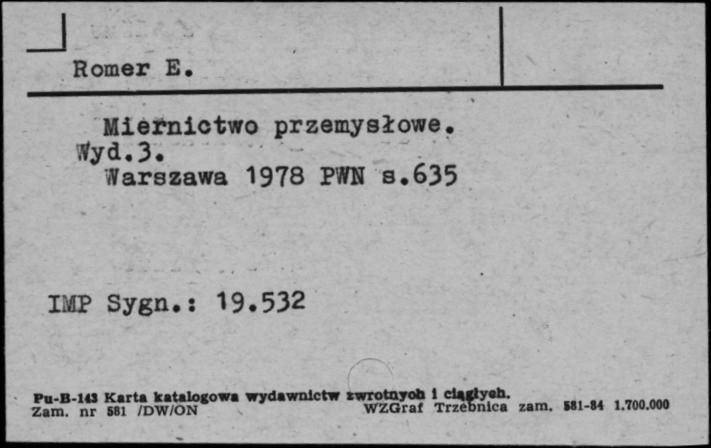 Romer E.
Miernictwo przemysłowe.
Wyd.3.
Warszawa 1978 PWN s.635
IMP Sygn.: 19.532
Pu-B-143 Karta katalogowa wydawnictw zwrotnych i ciągłych.
Zam. nr 581 /DW/ON WZGraf Trzebnica zam. 581-84 1.700.000